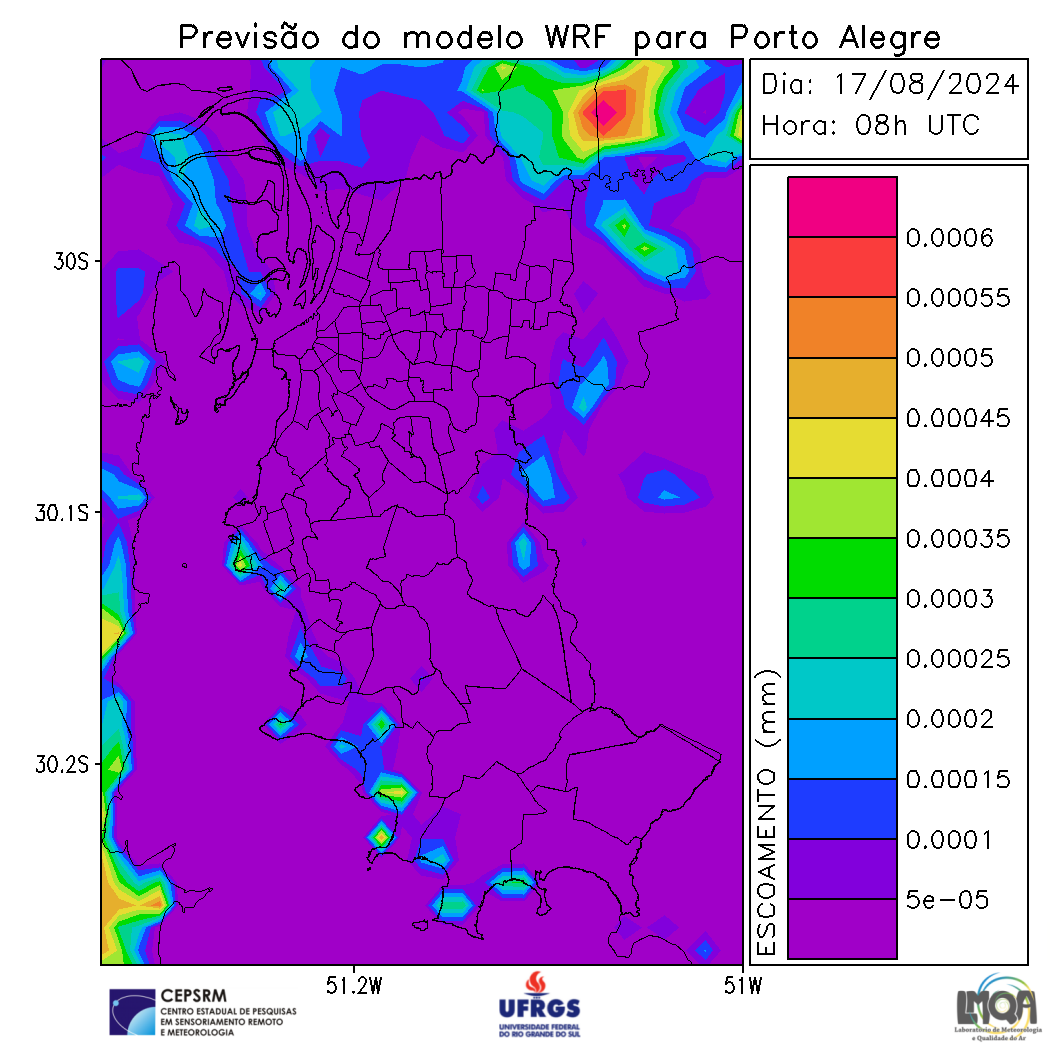 Previsão do modelo WRF para Porto Alegre
Dia: 17/08/2024
Hora: 08h UTC
0.0006
0.00055
0.0005
0.00045
0.0004
0.00035
0.0003
0.00025
0.0002
0.00015
0.0001
5e-05
ESCOAMENTO (mm)
30S
30.1S
30.2S
51.2W
51W
CEPSRM
CENTRO ESTADUAL DE PESQUISAS
EM SENSORIAMENTO REMOTO
E METEOROLOGIA
UFRGS
UNIVERSIDADE FEDERAL
DO RIO GRANDE DO SUL
LMQA
Laboratório de Meteorologia
e Qualidade do Ar